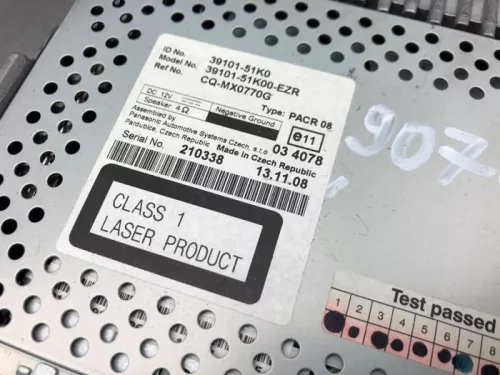 ID No. 39101-51K0
Model No. 39101-51K00-EZR
Ref No. CQ-MX0770G
DC 12V Negative Ground Type: PACR 08
Speaker 4Ω
Assembled by
Panasonic Automotive Systems Czech, s.r.o
Pardubice, Czech Republic Made in Czech Republic
e11 03 4078
Serial No. 210338 13.11.08
CLASS 1
LASER PRODUCT
907
Test passed
1 2 3 4 5 6 7 8